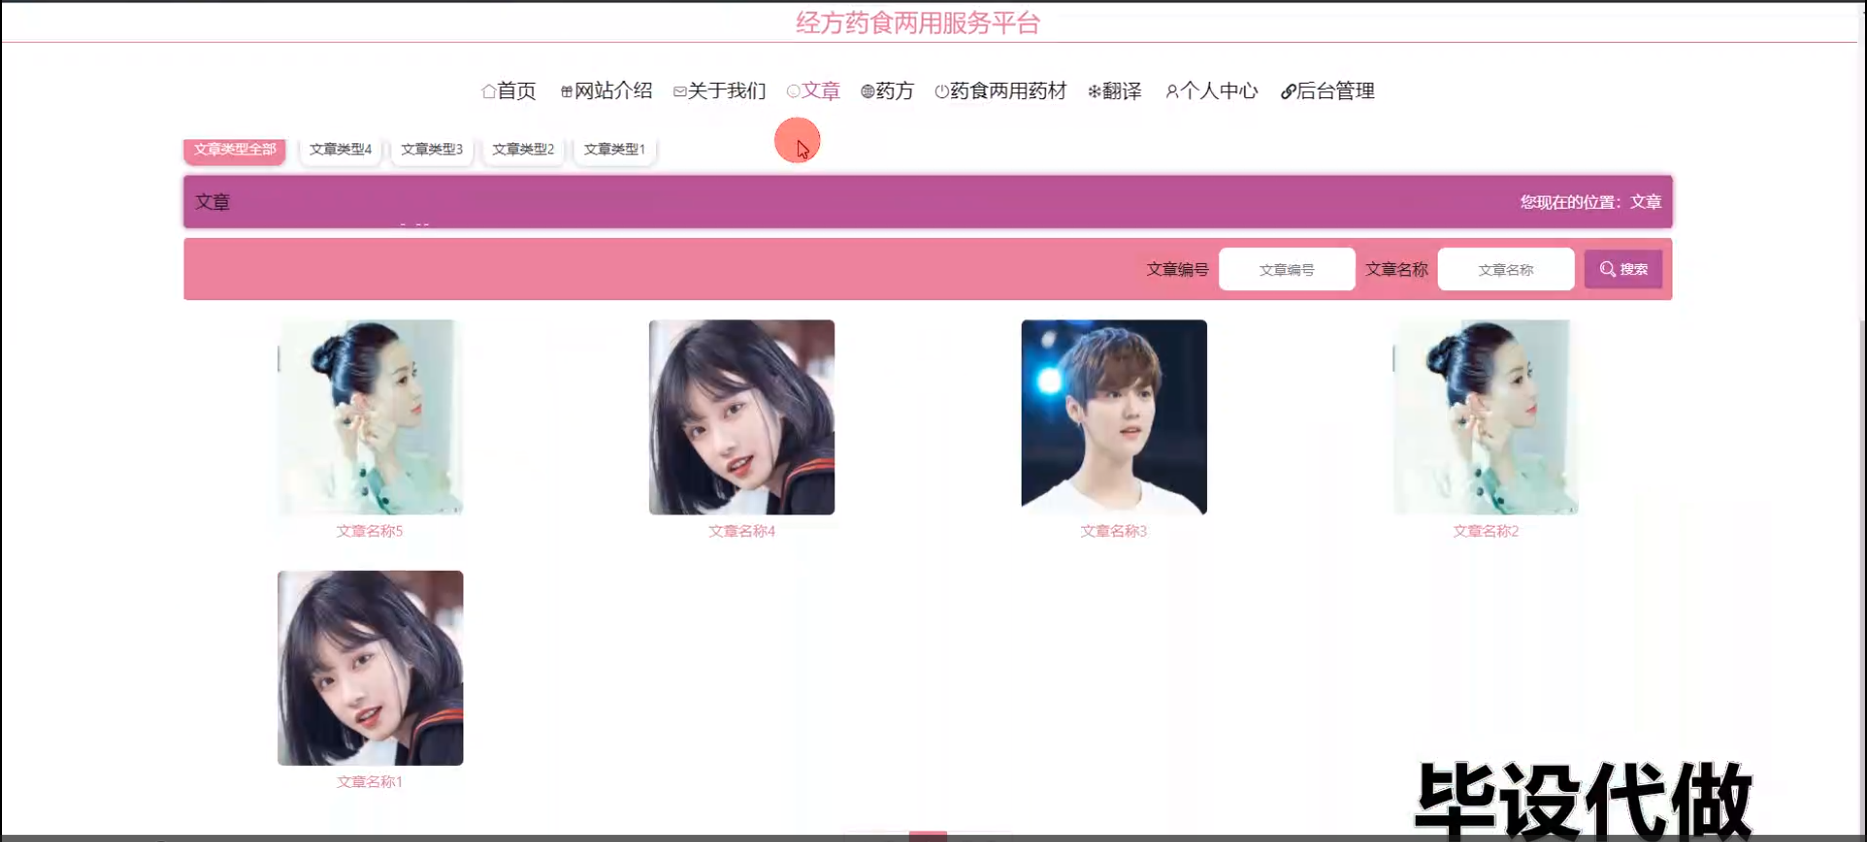 经方药食两用服务平台
首页 网站介绍 关于我们 文章 药方 药食两用药材 翻译 个人中心 后台管理
文章类型全部 文章类型4 文章类型3 文章类型2 文章类型1
文章 您现在的位置：文章
文章编号 文章编号 文章名称 文章名称 搜索
文章名称5 文章名称4 文章名称3 文章名称2
文章名称1
毕设代做